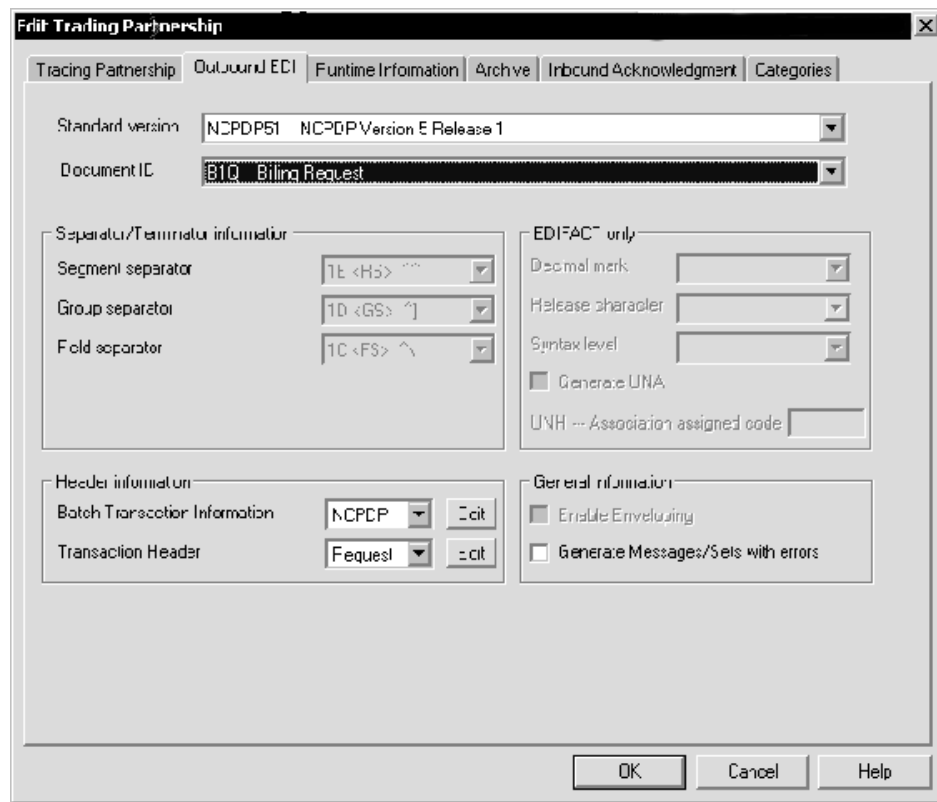 Edit Trading Partnership
Trading Partnership Outbound EDI Runtime Information Archive Inbound Acknowledgment Categories
Standard version NCPDP51 NCPDP Version 5 Release 1
Document ID B1Q Billing Request
Separator/Terminator information
Segment separator 1E <RS> ^^
Group separator 1D <GS> ^]
Field separator 1C <FS> ^\
EDIFACT only
Decimal mark
Release character
Syntax level
Generate UNA
UNH --- Association assigned code
Header information
Batch Transaction Information NCPDP Edit
Transaction Header Request Edit
General information
Enable Enveloping
Generate Messages/Sets with errors
OK Cancel Help